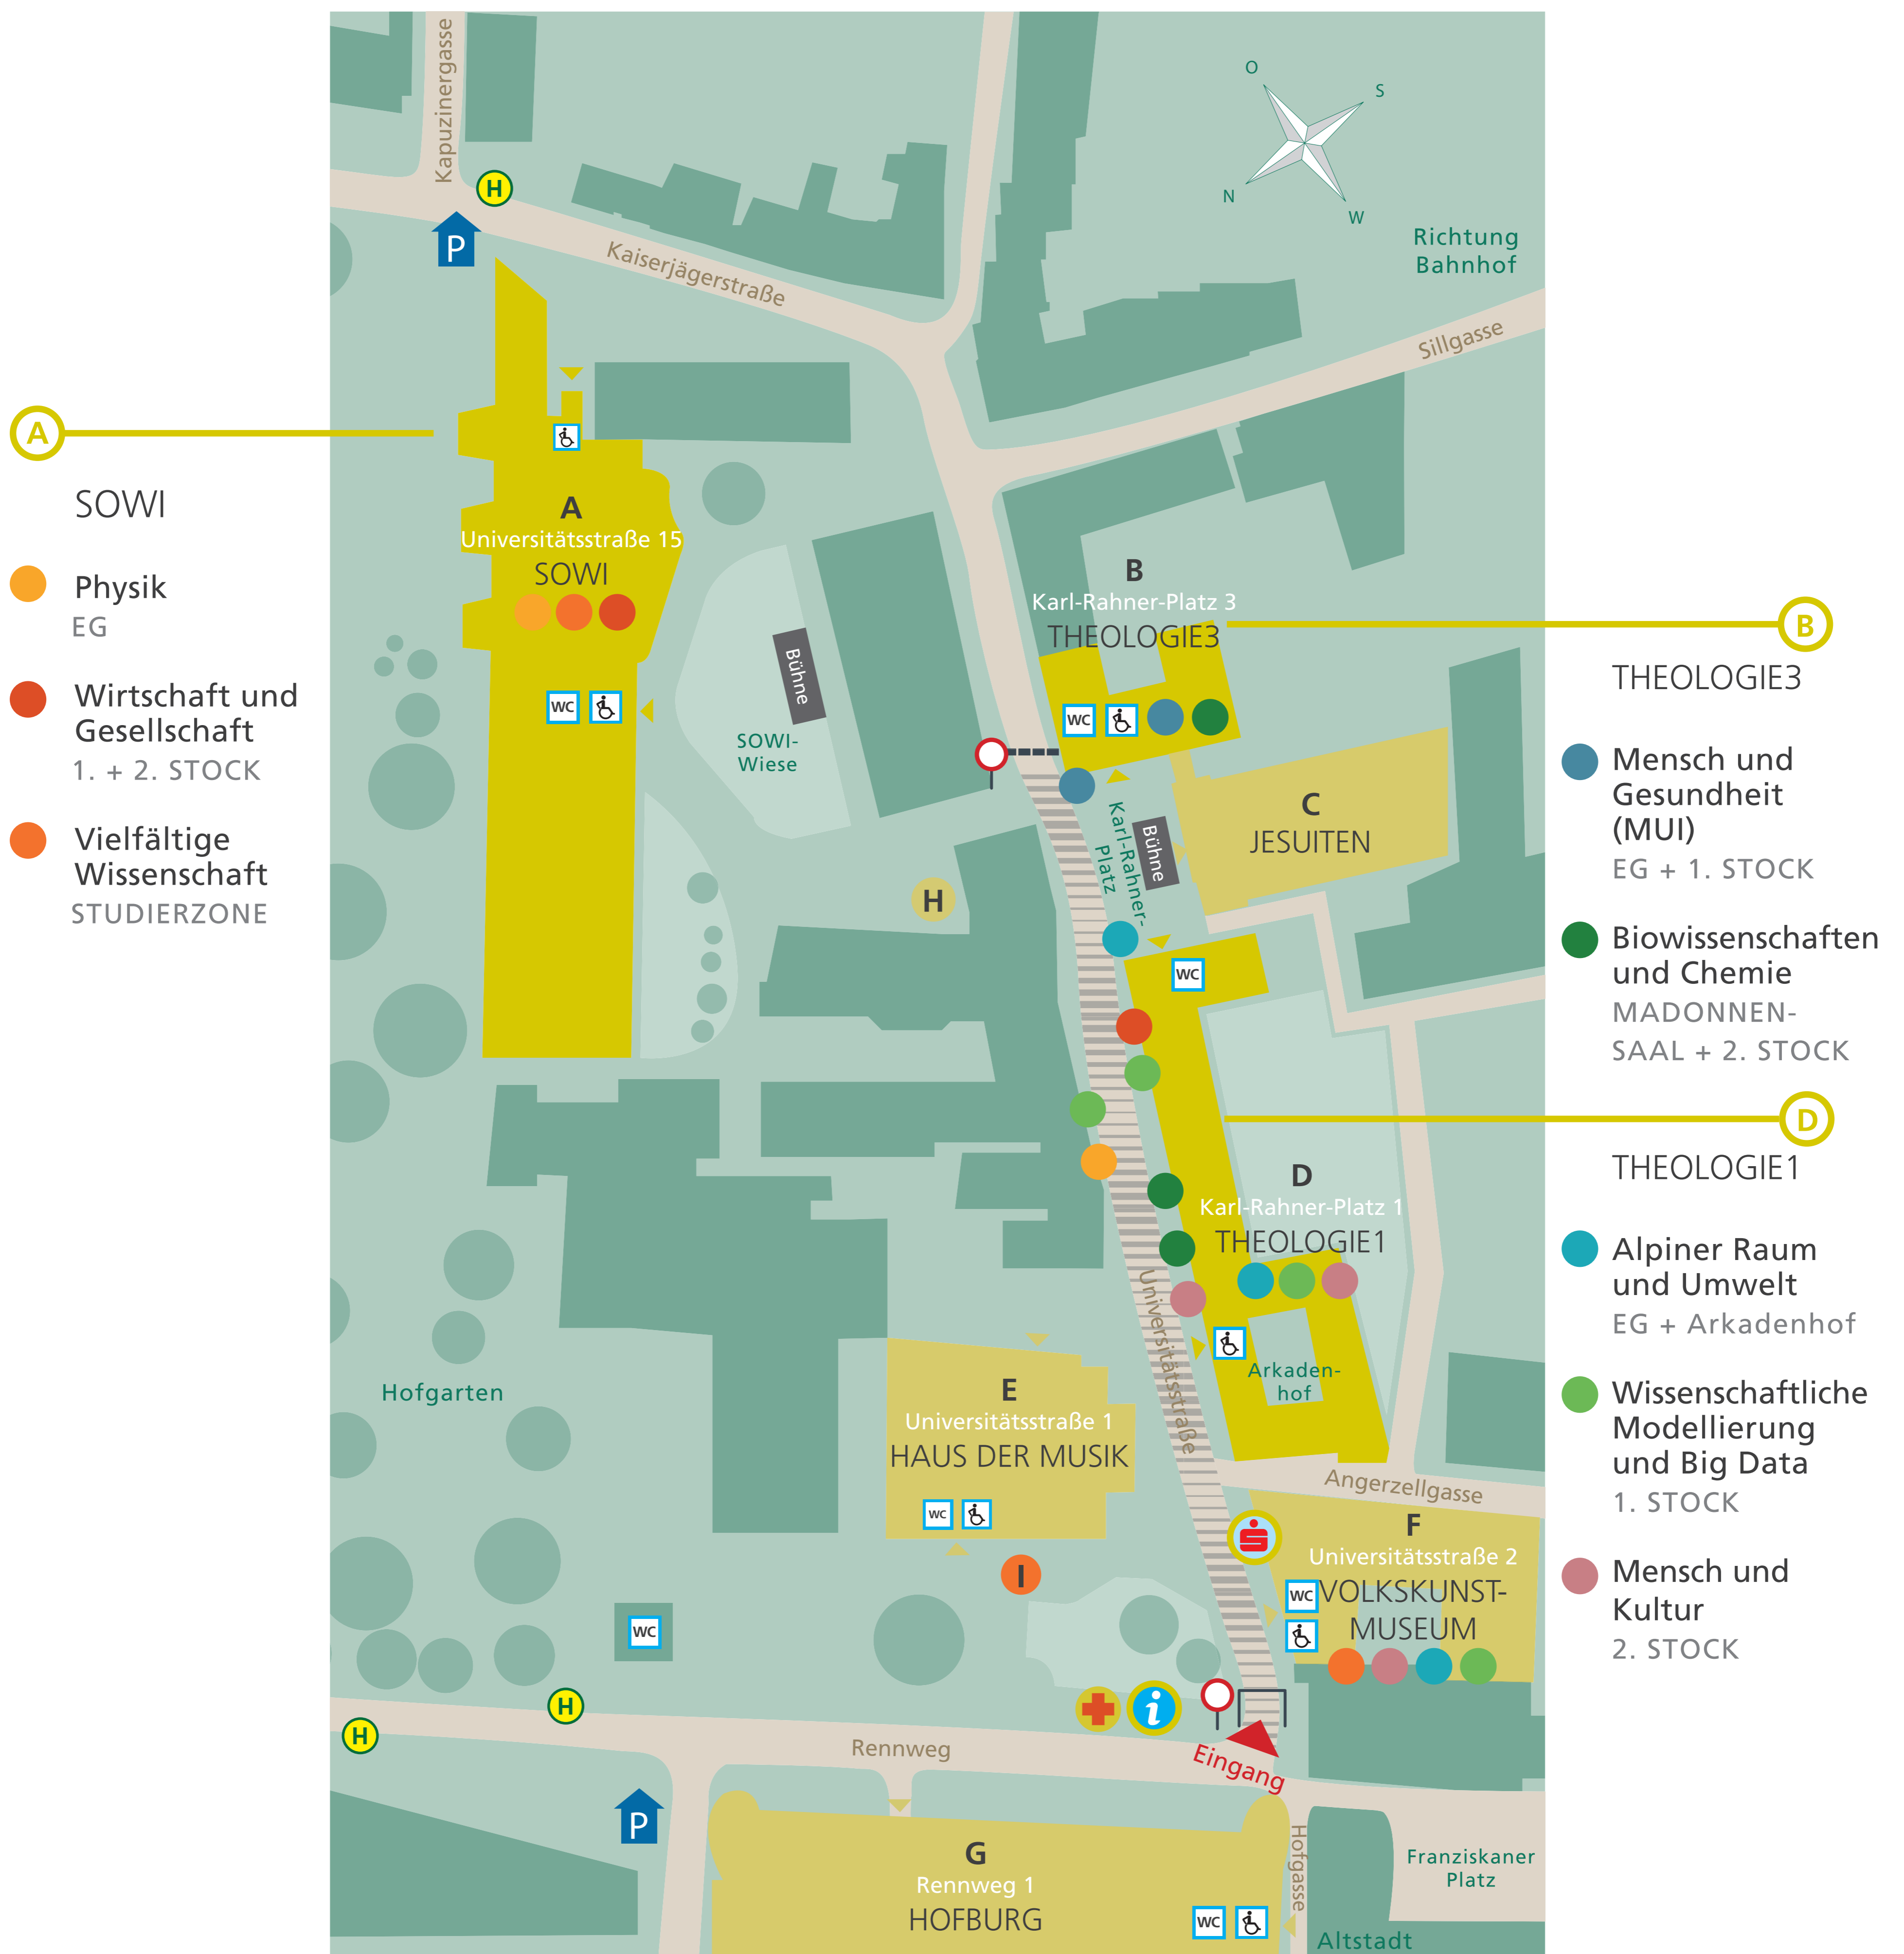 A
SOWI
Physik
EG
Wirtschaft und
Gesellschaft
1. + 2. STOCK
Vielfältige
Wissenschaft
STUDIERZONE
Kapuzinergasse
H
P
Kaiserjägerstraße
O
S
N
W
Richtung
Bahnhof
Sillgasse
A
Universitätsstraße 15
SOWI
WC
Bühne
SOWI-
Wiese
B
Karl-Rahner-Platz 3
THEOLOGIE3
WC
C
JESUITEN
Karl-Rahner-
Platz
Bühne
H
WC
D
Karl-Rahner-Platz 1
THEOLOGIE1
Arkaden-
hof
Universitätsstraße
Hofgarten
E
Universitätsstraße 1
HAUS DER MUSIK
WC
I
Angerzellgasse
F
Universitätsstraße 2
VOLKSKUNST-
MUSEUM
WC
WC
H
H
i
Rennweg
Eingang
P
G
Rennweg 1
HOFBURG
WC
Hofgasse
Franziskaner
Platz
Altstadt
B
THEOLOGIE3
Mensch und
Gesundheit
(MUI)
EG + 1. STOCK
Biowissenschaften
und Chemie
MADONNEN-
SAAL + 2. STOCK
D
THEOLOGIE1
Alpiner Raum
und Umwelt
EG + Arkadenhof
Wissenschaftliche
Modellierung
und Big Data
1. STOCK
Mensch und
Kultur
2. STOCK